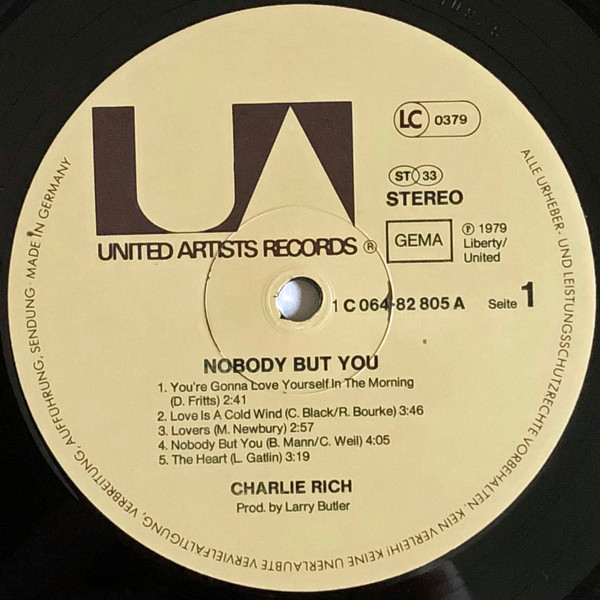 UA
LC 0379
ST 33
STEREO
UNITED ARTISTS RECORDS ®
GEMA
℗ 1979
Liberty/
United
1 C 064-82 805 A Seite 1
NOBODY BUT YOU
1. You're Gonna Love Yourself In The Morning
(D. Fritts) 2:41
2. Love Is A Cold Wind (C. Black/R. Bourke) 3:46
3. Lovers (M. Newbury) 2:57
4. Nobody But You (B. Mann/C. Weil) 4:05
5. The Heart (L. Gatlin) 3:19
CHARLIE RICH
Prod. by Larry Butler
ALLE URHEBER- UND LEISTUNGSSCHUTZRECHTE VORBEHALTEN. KEIN VERLEIH! KEINE UNERLAUBTE VERVIELFÄLTIGUNG, VERBREITUNG, AUFFÜHRUNG, SENDUNG · MADE IN GERMANY